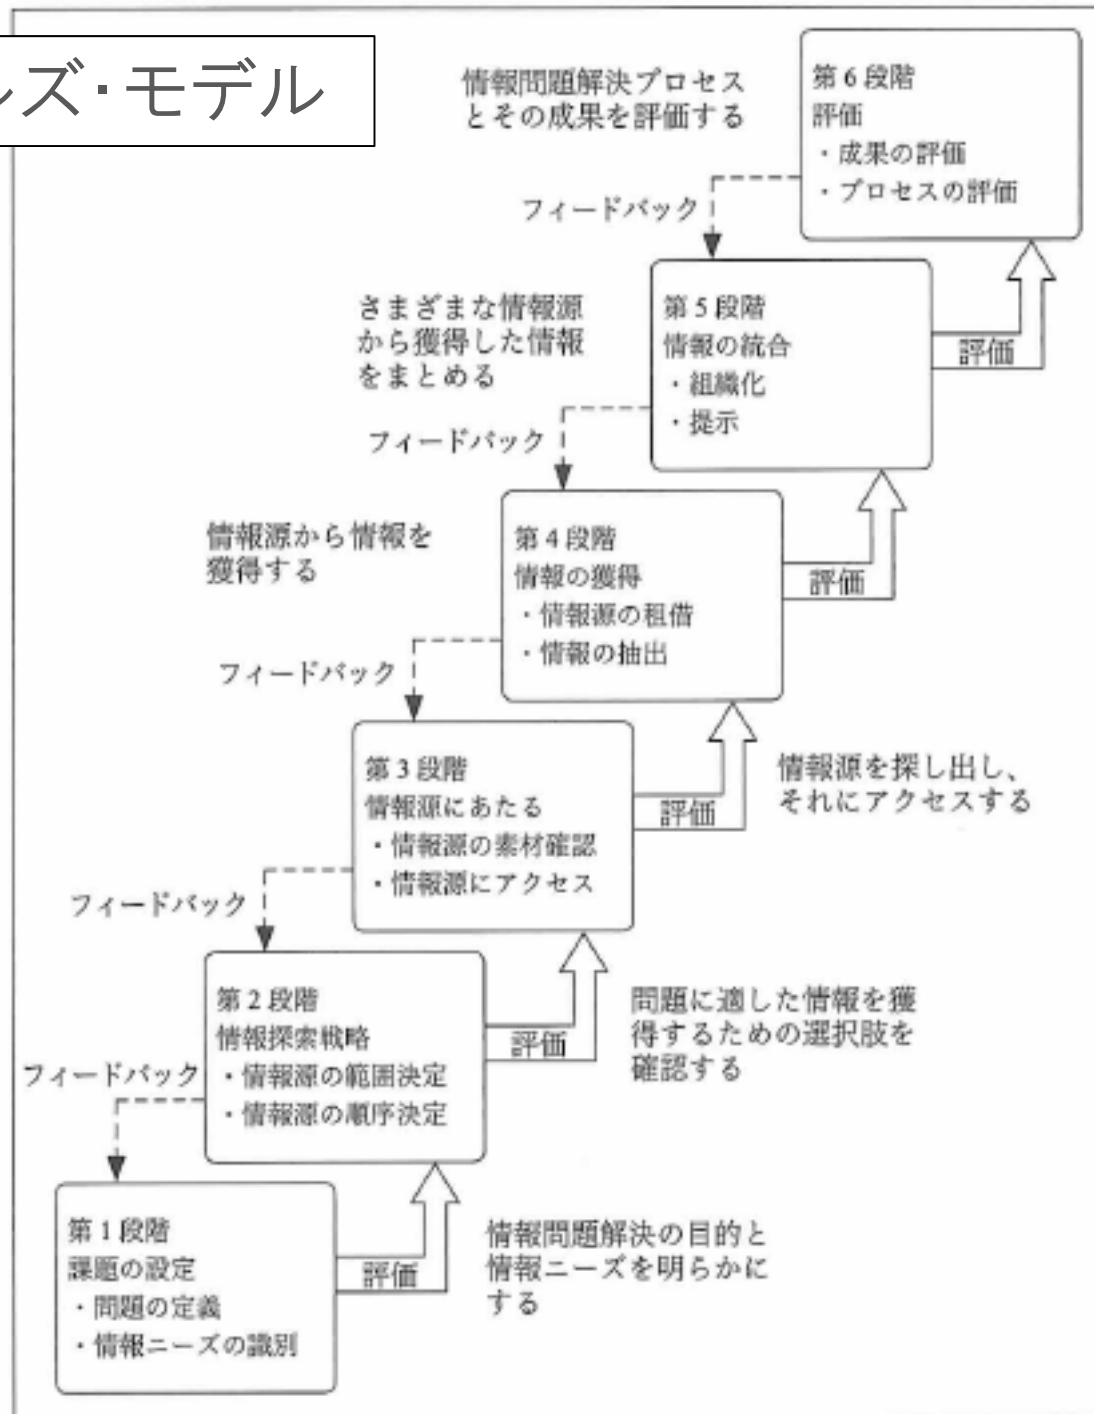 ルズ・モデル
情報問題解決プロセス
とその成果を評価する
第6段階
評価
・成果の評価
・プロセスの評価
フィードバック
第5段階
情報の統合
・組織化
・提示
評価
さまざまな情報源
から獲得した情報
をまとめる
フィードバック
第4段階
情報の獲得
・情報源の粗借
・情報の抽出
評価
情報源から情報を
獲得する
フィードバック
第3段階
情報源にあたる
・情報源の素材確認
・情報源にアクセス
評価
情報源を探し出し、
それにアクセスする
フィードバック
第2段階
情報探索戦略
・情報源の範囲決定
・情報源の順序決定
評価
問題に適した情報を獲
得するための選択肢を
確認する
フィードバック
第1段階
課題の設定
・問題の定義
・情報ニーズの識別
評価
情報問題解決の目的と
情報ニーズを明らかに
する